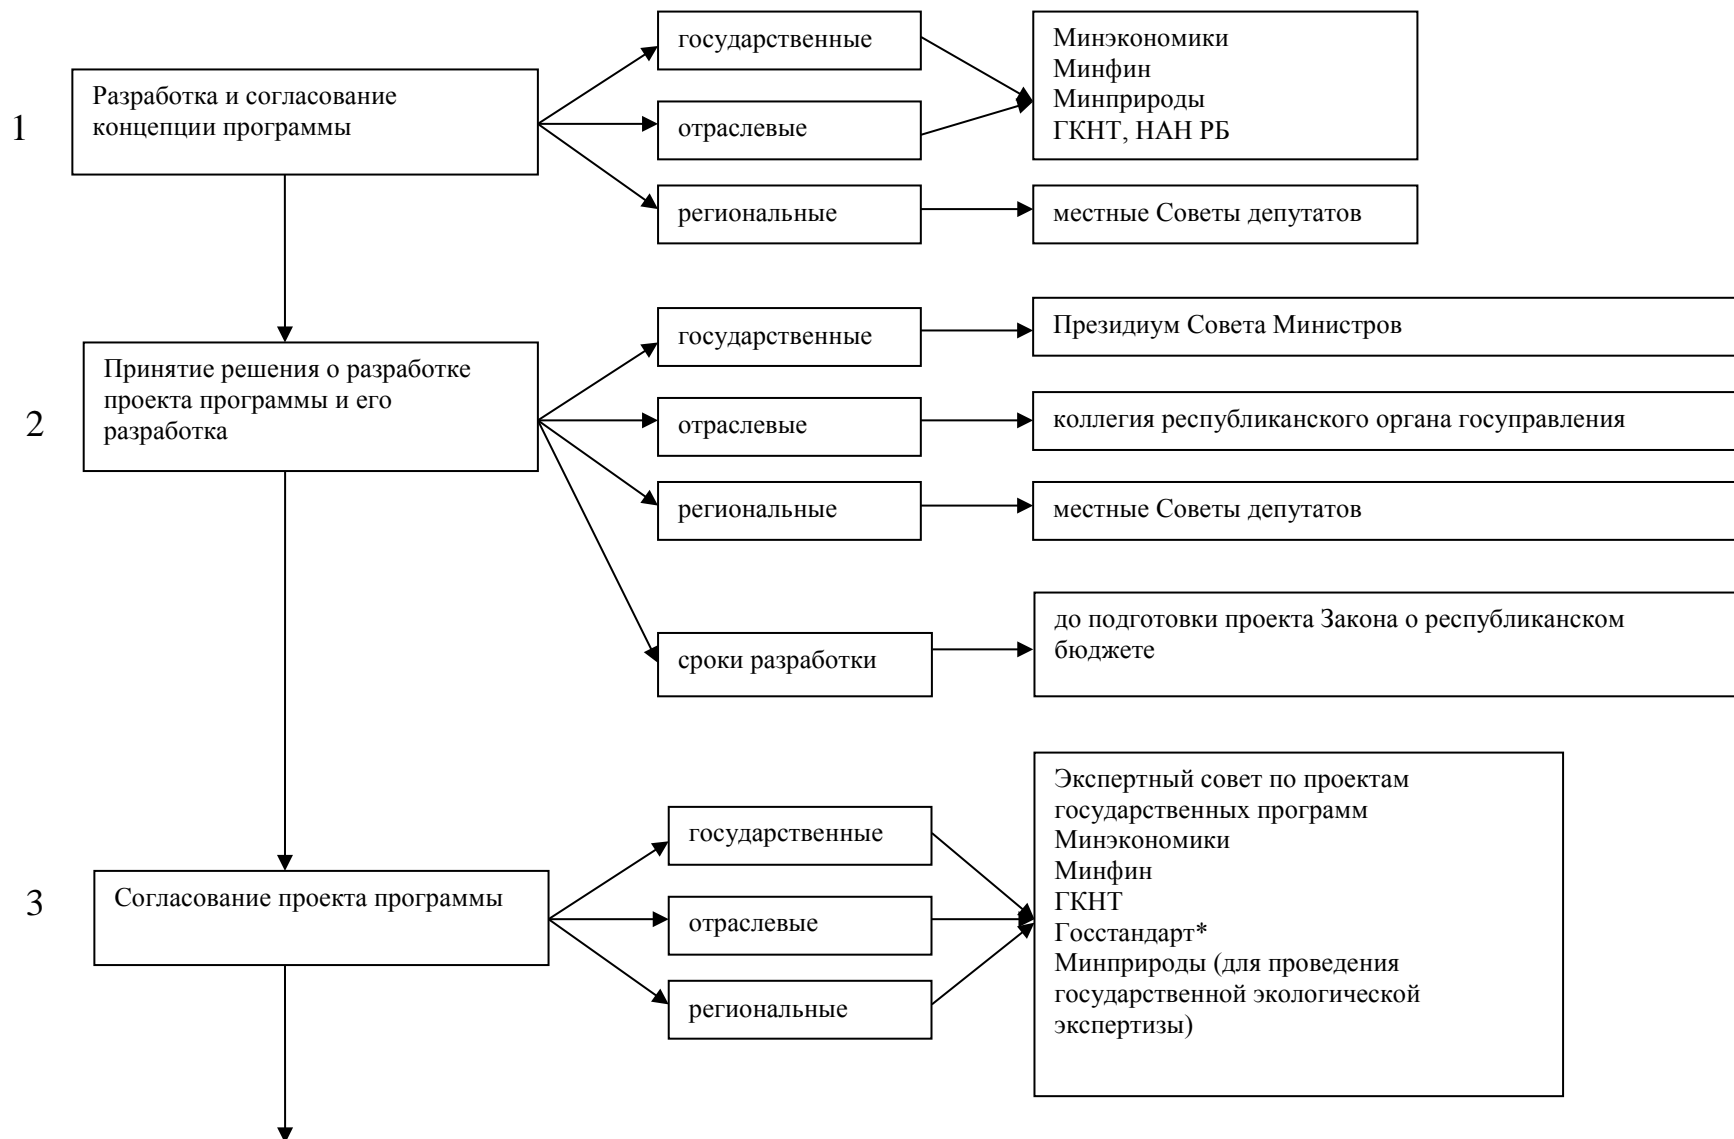 государственные
Минэкономики
Минфин
Минприроды
ГКНТ, НАН РБ
1
Разработка и согласование
концепции программы
отраслевые
региональные
местные Советы депутатов
государственные
Президиум Совета Министров
2
Принятие решения о разработке
проекта программы и его
разработка
отраслевые
коллегия республиканского органа госуправления
региональные
местные Советы депутатов
сроки разработки
до подготовки проекта Закона о республиканском
бюджете
3
Согласование проекта программы
государственные
отраслевые
региональные
Экспертный совет по проектам
государственных программ
Минэкономики
Минфин
ГКНТ
Госстандарт*
Минприроды (для проведения
государственной экологической
экспертизы)